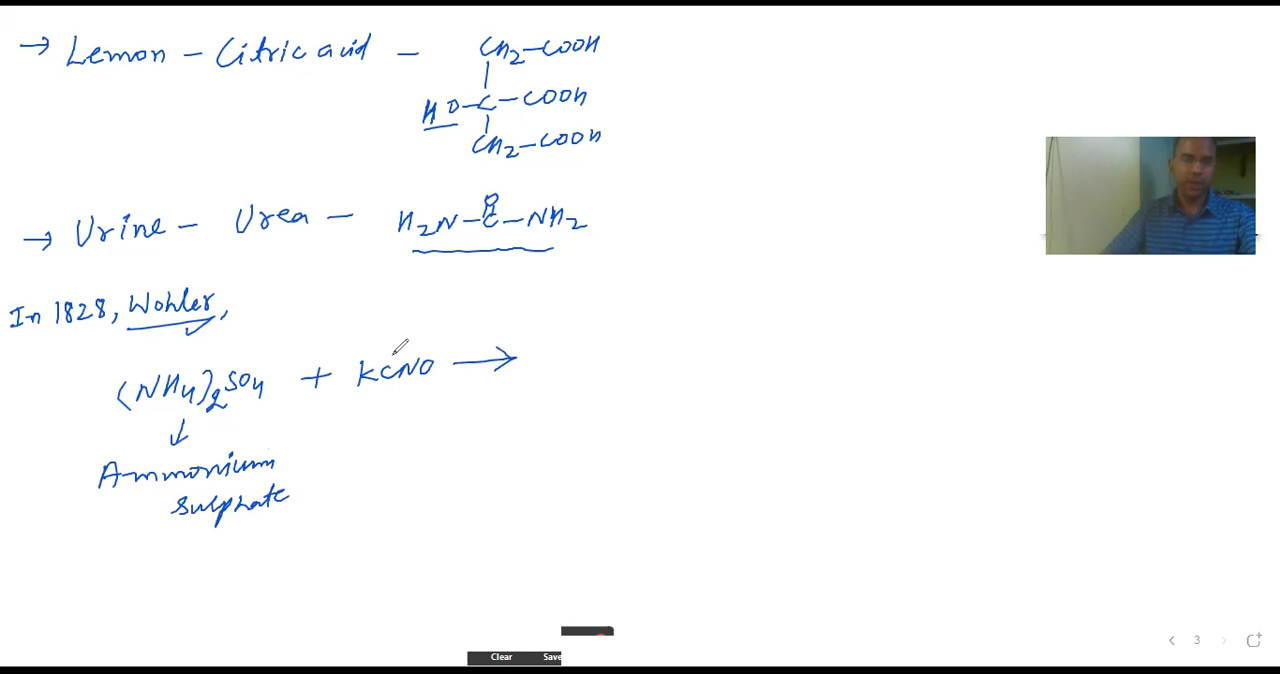 → Lemon - Citric acid - CH2-COOH
HO-C-COOH
CH2-COOH
→ Urine - Urea - H2N-C-NH2
O
In 1828, Wohler,
(NH4)2SO4 + KCNO →
↓
Ammonium
sulphate
< 3 >
Clear Save